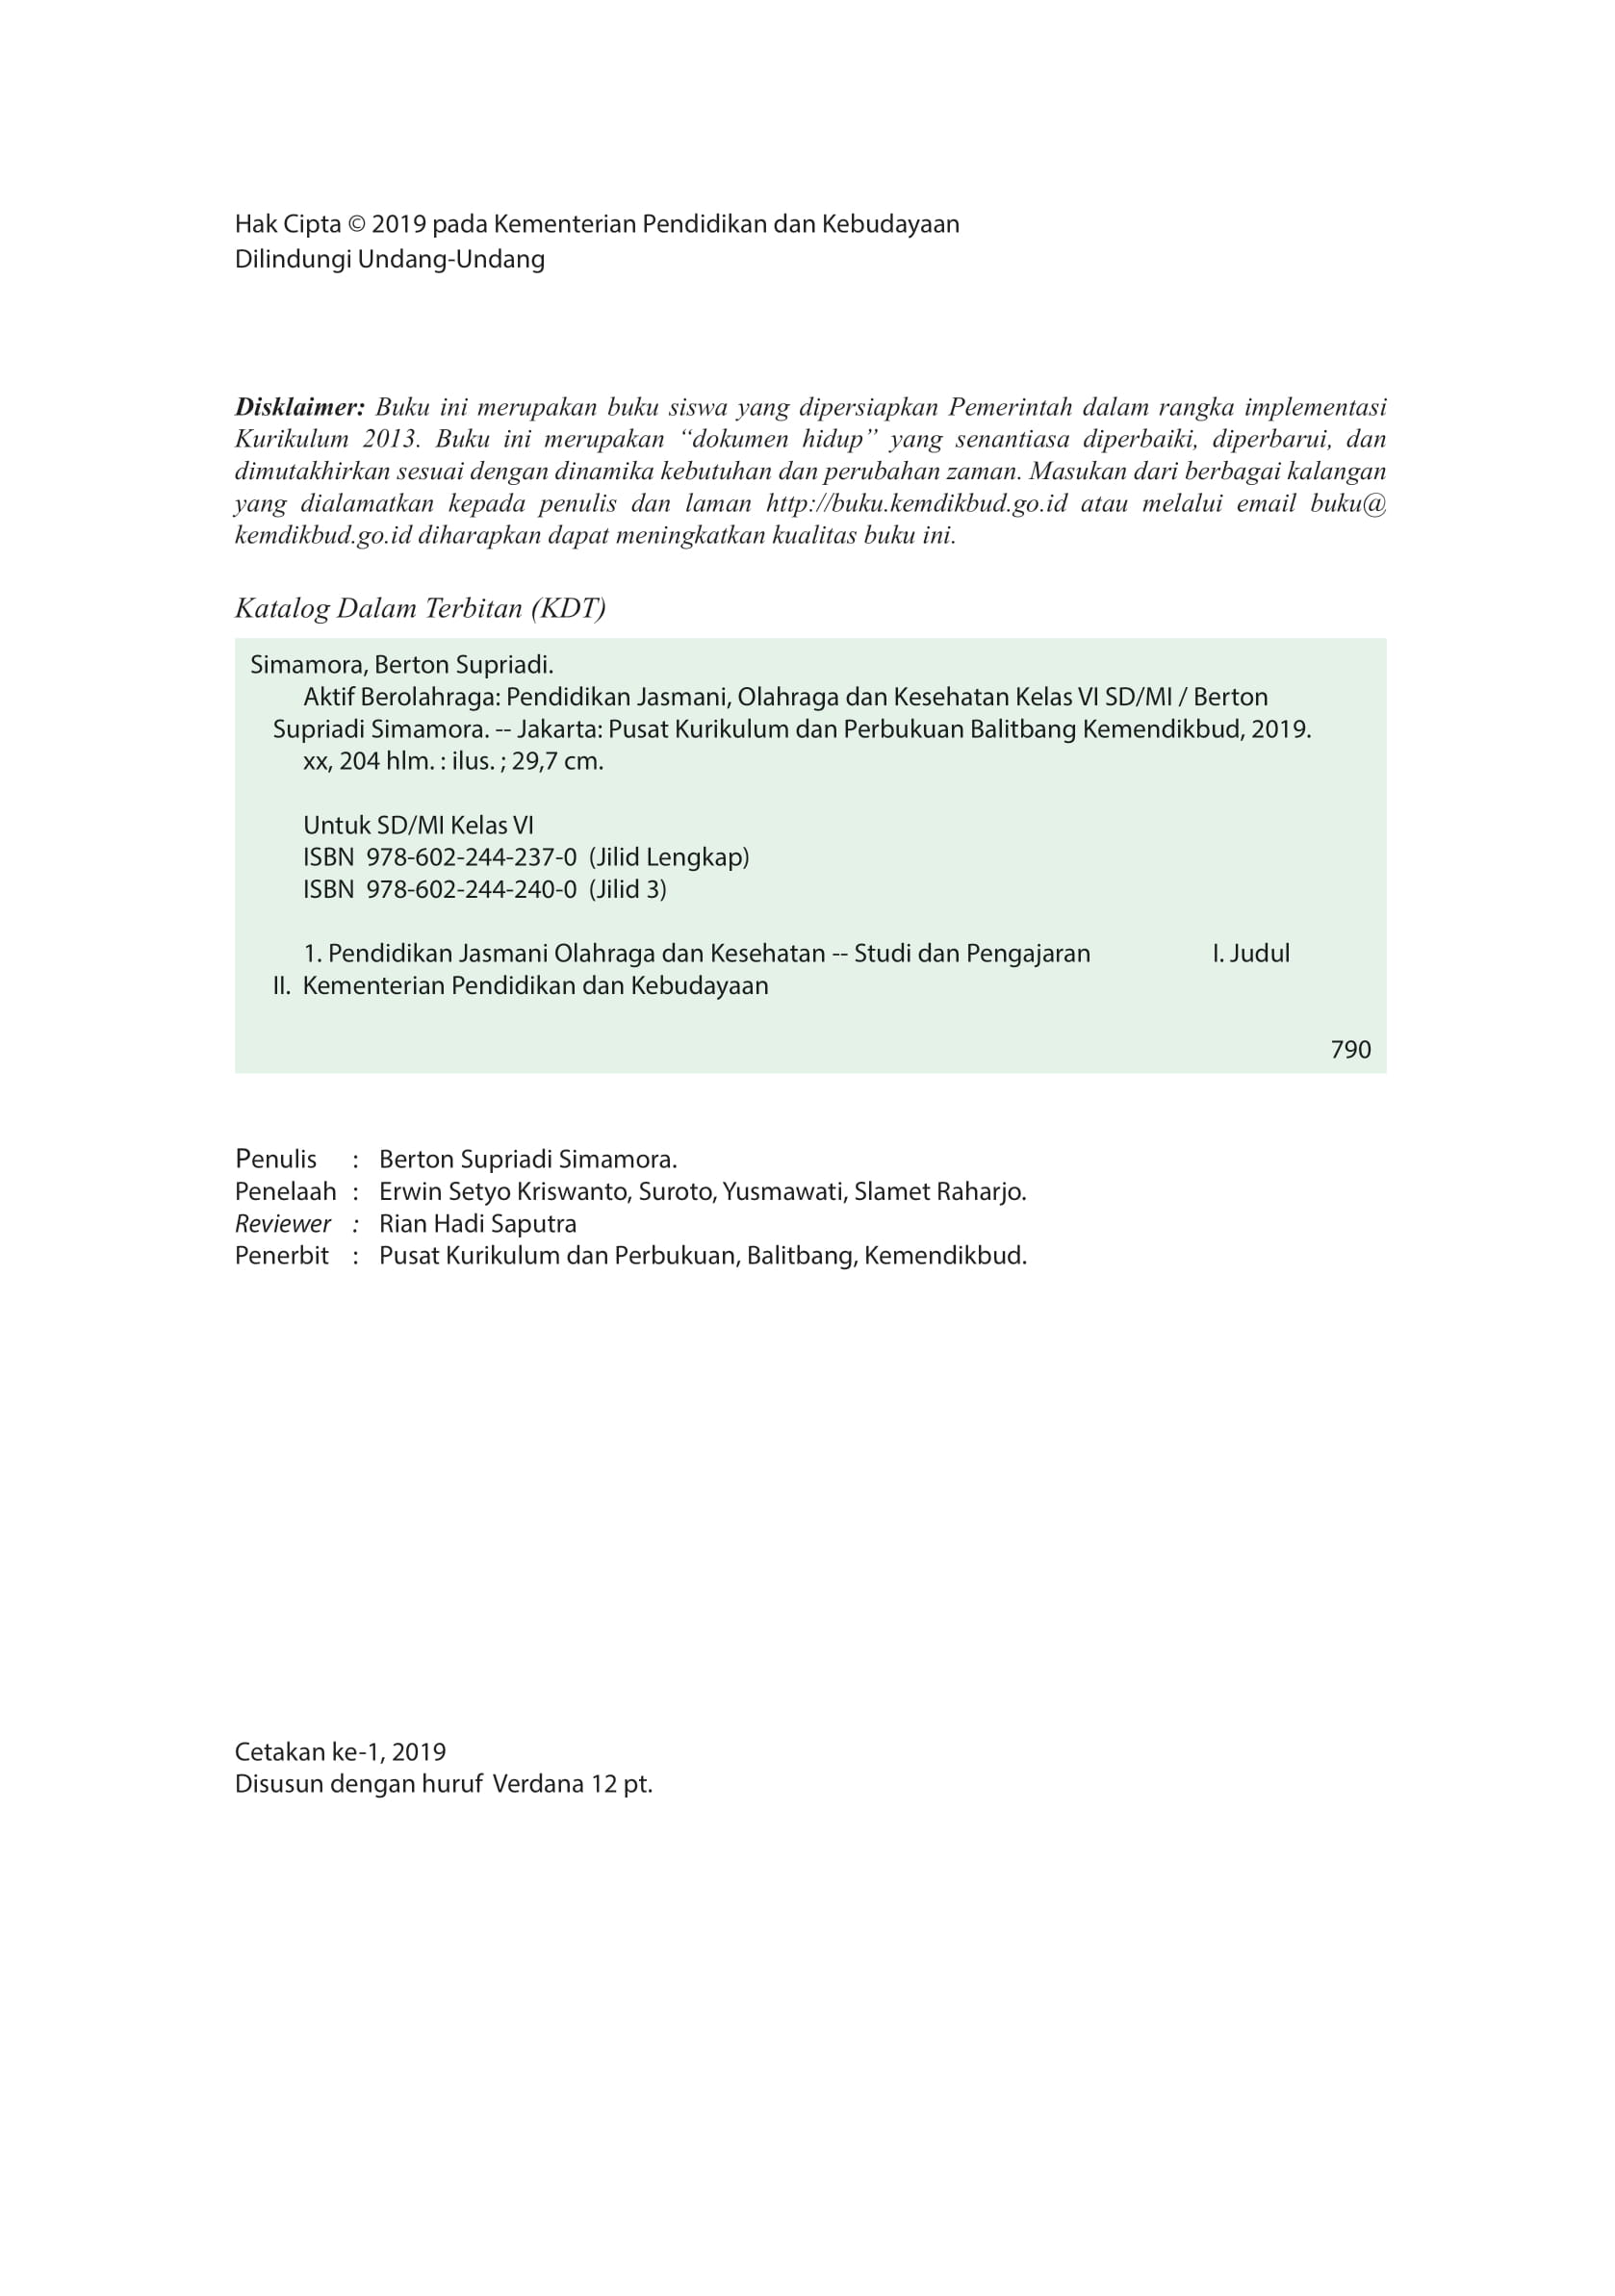 Hak Cipta © 2019 pada Kementerian Pendidikan dan Kebudayaan
Dilindungi Undang-Undang
Disklaimer: Buku ini merupakan buku siswa yang dipersiapkan Pemerintah dalam rangka implementasi
Kurikulum 2013. Buku ini merupakan “dokumen hidup” yang senantiasa diperbaiki, diperbarui, dan
dimutakhirkan sesuai dengan dinamika kebutuhan dan perubahan zaman. Masukan dari berbagai kalangan
yang dialamatkan kepada penulis dan laman http://buku.kemdikbud.go.id atau melalui email buku@
kemdikbud.go.id diharapkan dapat meningkatkan kualitas buku ini.
Katalog Dalam Terbitan (KDT)
Simamora, Berton Supriadi.
Aktif Berolahraga: Pendidikan Jasmani, Olahraga dan Kesehatan Kelas VI SD/MI / Berton
Supriadi Simamora. -- Jakarta: Pusat Kurikulum dan Perbukuan Balitbang Kemendikbud, 2019.
xx, 204 hlm. : ilus. ; 29,7 cm.
Untuk SD/MI Kelas VI
ISBN 978-602-244-237-0 (Jilid Lengkap)
ISBN 978-602-244-240-0 (Jilid 3)
1. Pendidikan Jasmani Olahraga dan Kesehatan -- Studi dan Pengajaran I. Judul
II. Kementerian Pendidikan dan Kebudayaan
790
Penulis : Berton Supriadi Simamora.
Penelaah : Erwin Setyo Kriswanto, Suroto, Yusmawati, Slamet Raharjo.
Reviewer : Rian Hadi Saputra
Penerbit : Pusat Kurikulum dan Perbukuan, Balitbang, Kemendikbud.
Cetakan ke-1, 2019
Disusun dengan huruf Verdana 12 pt.